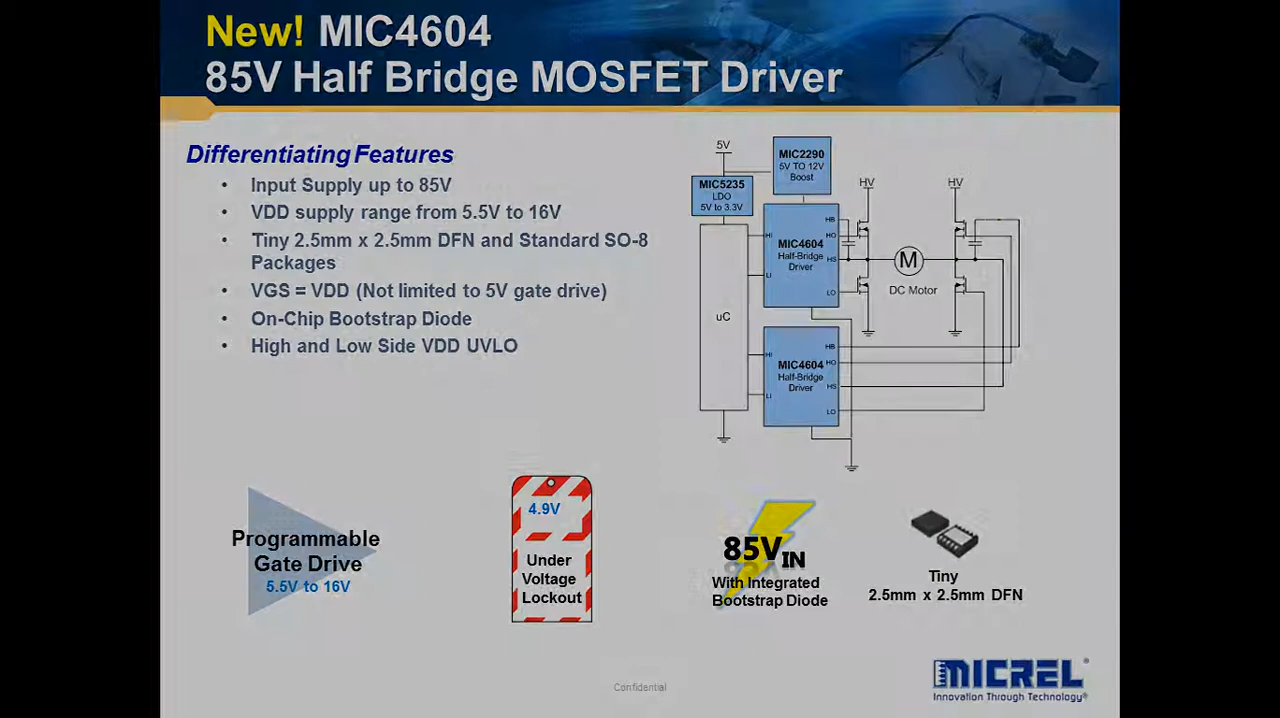 New! MIC4604
85V Half Bridge MOSFET Driver
Differentiating Features
• Input Supply up to 85V
• VDD supply range from 5.5V to 16V
• Tiny 2.5mm x 2.5mm DFN and Standard SO-8
Packages
• VGS = VDD (Not limited to 5V gate drive)
• On-Chip Bootstrap Diode
• High and Low Side VDD UVLO
5V
MIC2290
5V TO 12V
Boost
MIC5235
LDO
5V to 3.3V
HV
HV
HB
HI
HO
MIC4604
Half-Bridge
Driver
HS
LI
LO
M
DC Motor
uC
HB
HI
HO
MIC4604
Half-Bridge
Driver
HS
LI
LO
Programmable
Gate Drive
5.5V to 16V
4.9V
Under
Voltage
Lockout
85VIN
With Integrated
Bootstrap Diode
Tiny
2.5mm x 2.5mm DFN
Confidential
MICREL®
Innovation Through Technology®